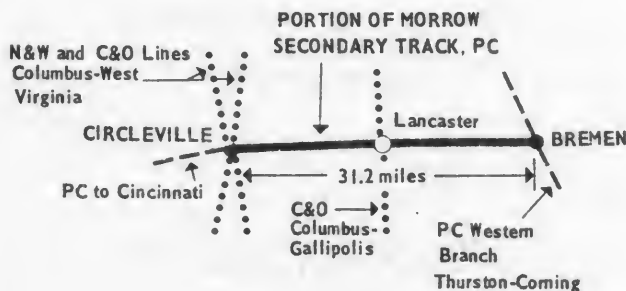 PORTION OF MORROW
SECONDARY TRACK, PC
N&W and C&O Lines
Columbus-West
Virginia
CIRCLEVILLE
Lancaster
BREMEN
PC to Cincinnati
31.2 miles
C&O
Columbus-
Gallipolis
PC Western
Branch
Thurston-Corning